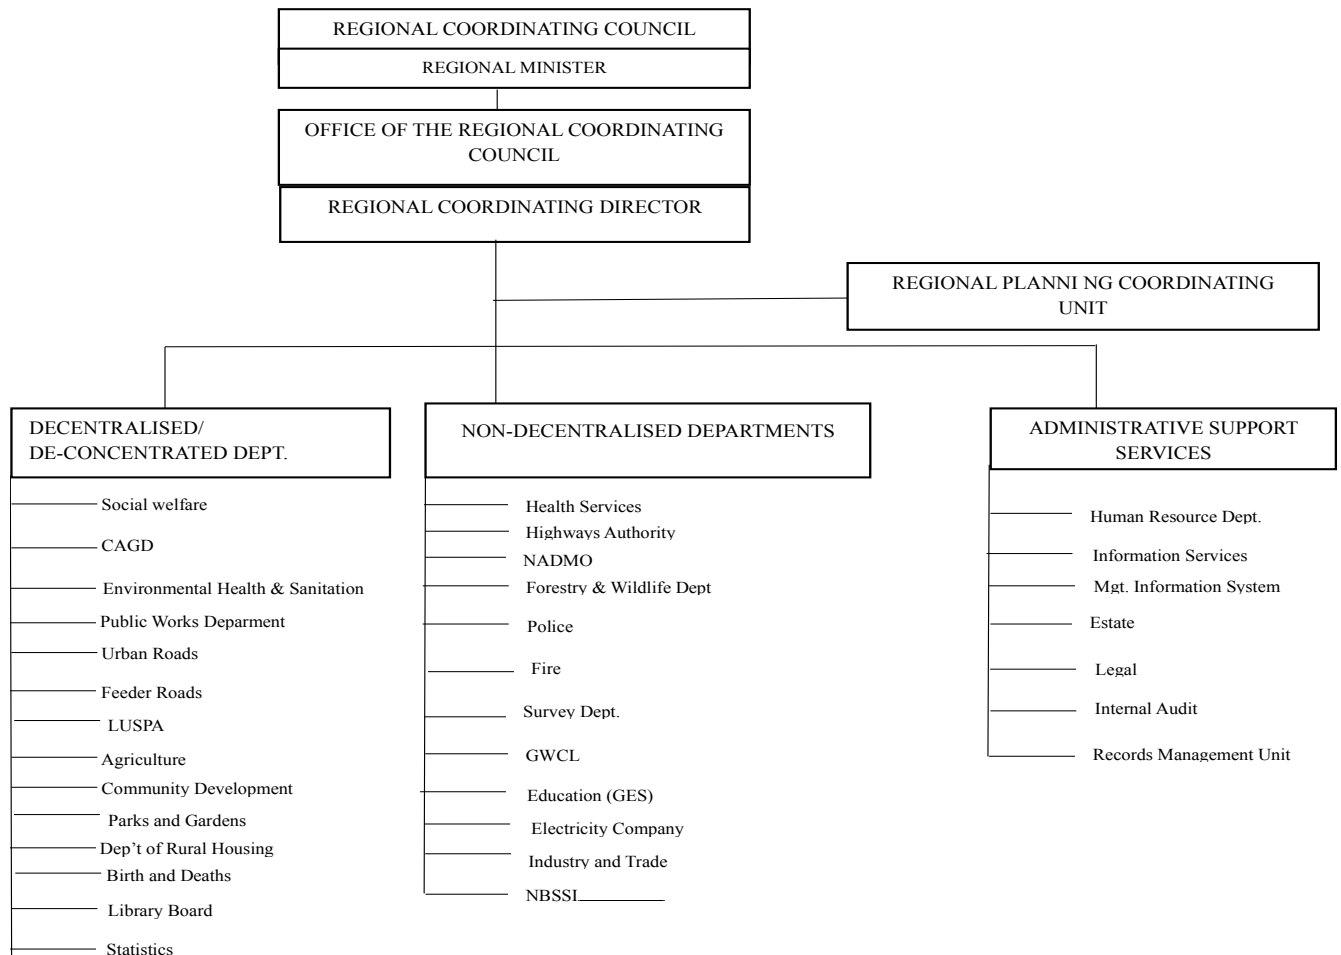 REGIONAL COORDINATING COUNCIL
REGIONAL MINISTER
OFFICE OF THE REGIONAL COORDINATING
COUNCIL
REGIONAL COORDINATING DIRECTOR
REGIONAL PLANNI NG COORDINATING
UNIT
DECENTRALISED/
DE-CONCENTRATED DEPT.
Social welfare
CAGD
Environmental Health & Sanitation
Public Works Deparment
Urban Roads
Feeder Roads
LUSPA
Agriculture
Community Development
Parks and Gardens
Dep’t of Rural Housing
Birth and Deaths
Library Board
Statistics
NON-DECENTRALISED DEPARTMENTS
Health Services
Highways Authority
NADMO
Forestry & Wildlife Dept
Police
Fire
Survey Dept.
GWCL
Education (GES)
Electricity Company
Industry and Trade
NBSSI
ADMINISTRATIVE SUPPORT
SERVICES
Human Resource Dept.
Information Services
Mgt. Information System
Estate
Legal
Internal Audit
Records Management Unit